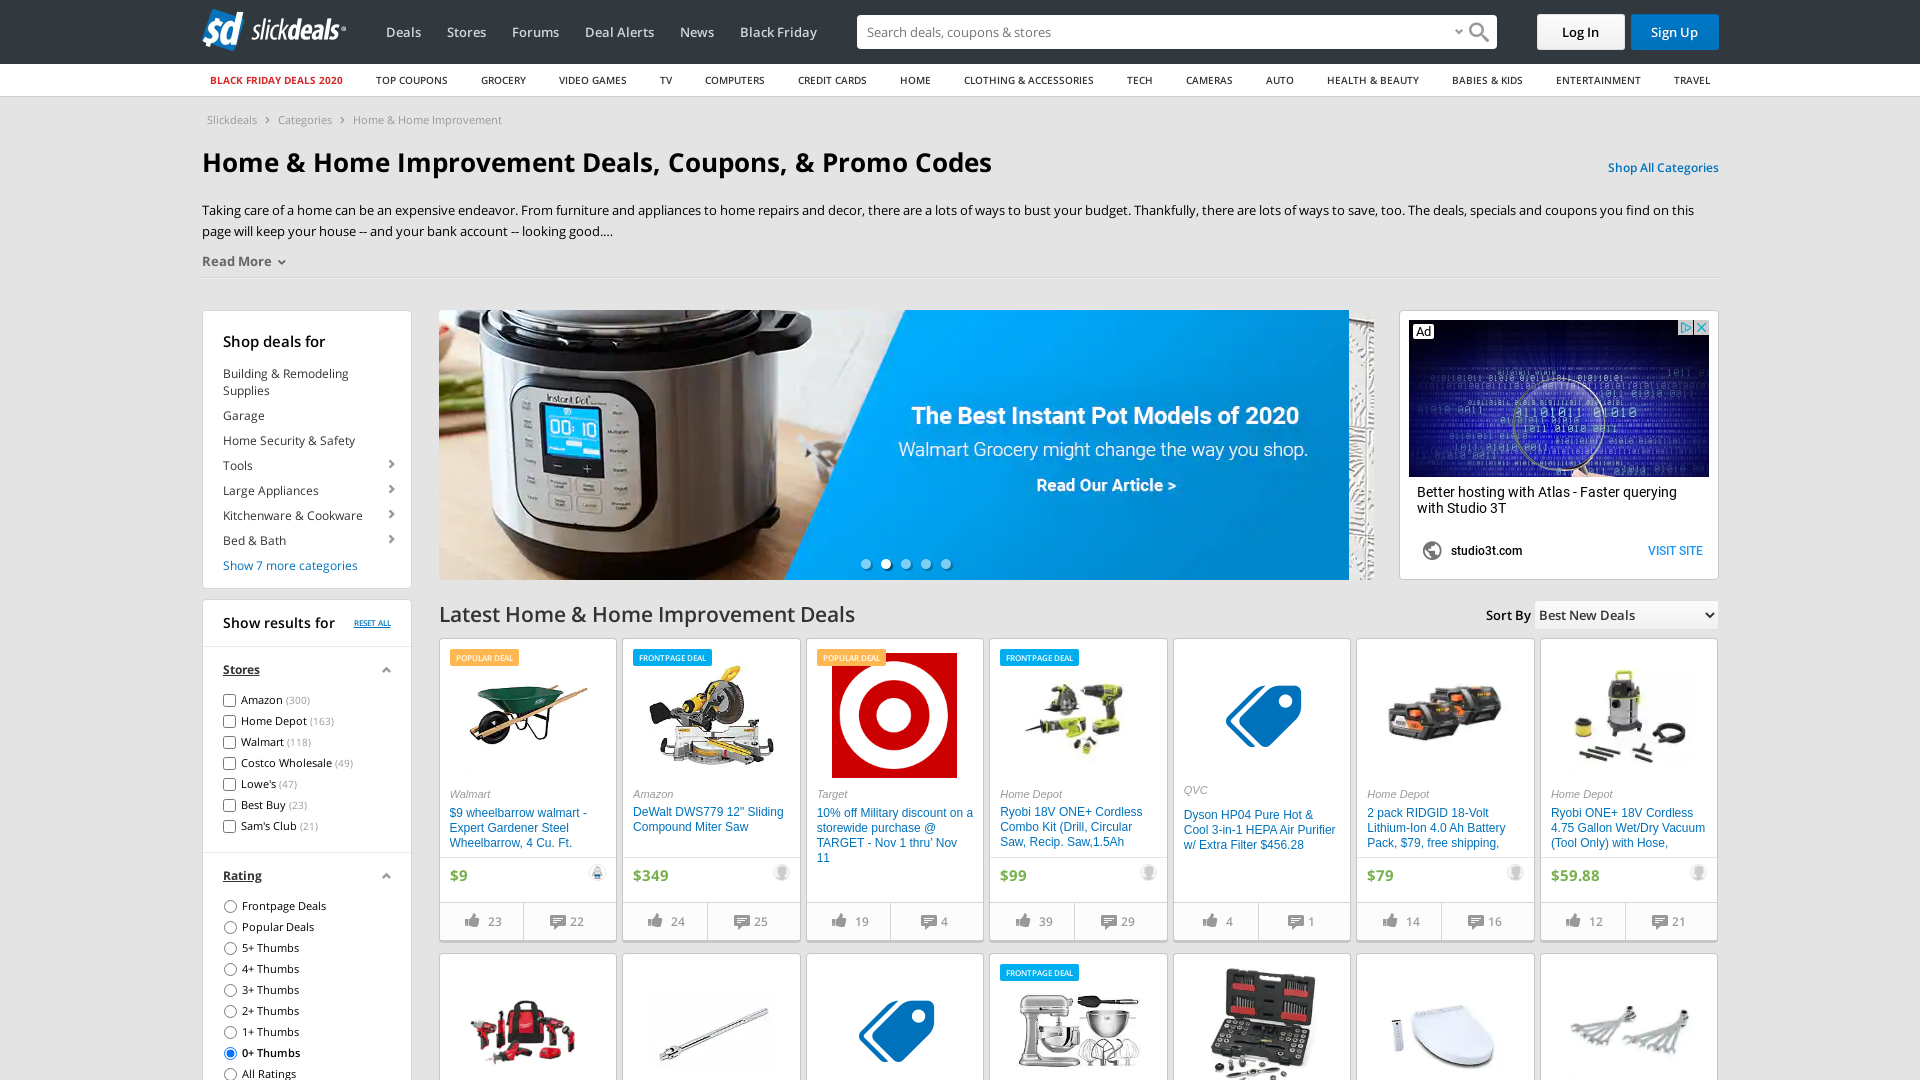 slickdeals
Deals
Stores
Forums
Deal Alerts
News
Black Friday
Search deals, coupons & stores
Log In
Sign Up
BLACK FRIDAY DEALS 2020
TOP COUPONS
GROCERY
VIDEO GAMES
TV
COMPUTERS
CREDIT CARDS
HOME
CLOTHING & ACCESSORIES
TECH
CAMERAS
AUTO
HEALTH & BEAUTY
BABIES & KIDS
ENTERTAINMENT
TRAVEL
Slickdeals
Categories
Home & Home Improvement
Home & Home Improvement Deals, Coupons, & Promo Codes
Shop All Categories
Taking care of a home can be an expensive endeavor. From furniture and appliances to home repairs and decor, there are a lots of ways to bust your budget. Thankfully, there are lots of ways to save, too. The deals, specials and coupons you find on this
page will keep your house -- and your bank account -- looking good....
Read More
Shop deals for
Building & Remodeling
Supplies
Garage
Home Security & Safety
Tools
Large Appliances
Kitchenware & Cookware
Bed & Bath
Show 7 more categories
Show results for
RESET ALL
Stores
Amazon (300)
Home Depot (163)
Walmart (118)
Costco Wholesale (49)
Lowe's (47)
Best Buy (23)
Sam's Club (21)
Rating
Frontpage Deals
Popular Deals
5+ Thumbs
4+ Thumbs
3+ Thumbs
2+ Thumbs
1+ Thumbs
0+ Thumbs
All Ratings
Instant Pot
00:10
The Best Instant Pot Models of 2020
Walmart Grocery might change the way you shop.
Read Our Article >
Ad
Better hosting with Atlas - Faster querying
with Studio 3T
studio3t.com
VISIT SITE
Latest Home & Home Improvement Deals
Sort By
Best New Deals
POPULAR DEAL
Walmart
$9 wheelbarrow walmart -
Expert Gardener Steel
Wheelbarrow, 4 Cu. Ft.
$9
23
22
FRONTPAGE DEAL
Amazon
DeWalt DWS779 12" Sliding
Compound Miter Saw
$349
24
25
POPULAR DEAL
Target
10% off Military discount on a
storewide purchase @
TARGET - Nov 1 thru' Nov
11
19
4
FRONTPAGE DEAL
Home Depot
Ryobi 18V ONE+ Cordless
Combo Kit (Drill, Circular
Saw, Recip. Saw,1.5Ah
$99
39
29
QVC
Dyson HP04 Pure Hot &
Cool 3-in-1 HEPA Air Purifier
w/ Extra Filter $456.28
4
1
Home Depot
2 pack RIDGID 18-Volt
Lithium-Ion 4.0 Ah Battery
Pack, $79, free shipping,
$79
14
16
Home Depot
Ryobi ONE+ 18V Cordless
4.75 Gallon Wet/Dry Vacuum
(Tool Only) with Hose,
$59.88
12
21
FRONTPAGE DEAL